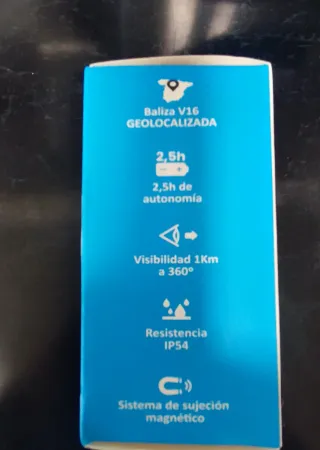 Baliza V16
GEOLOCALIZADA
2,5h
2,5h de
autonomía
Visibilidad 1Km
a 360º
Resistencia
IP54
Sistema de sujeción
magnético